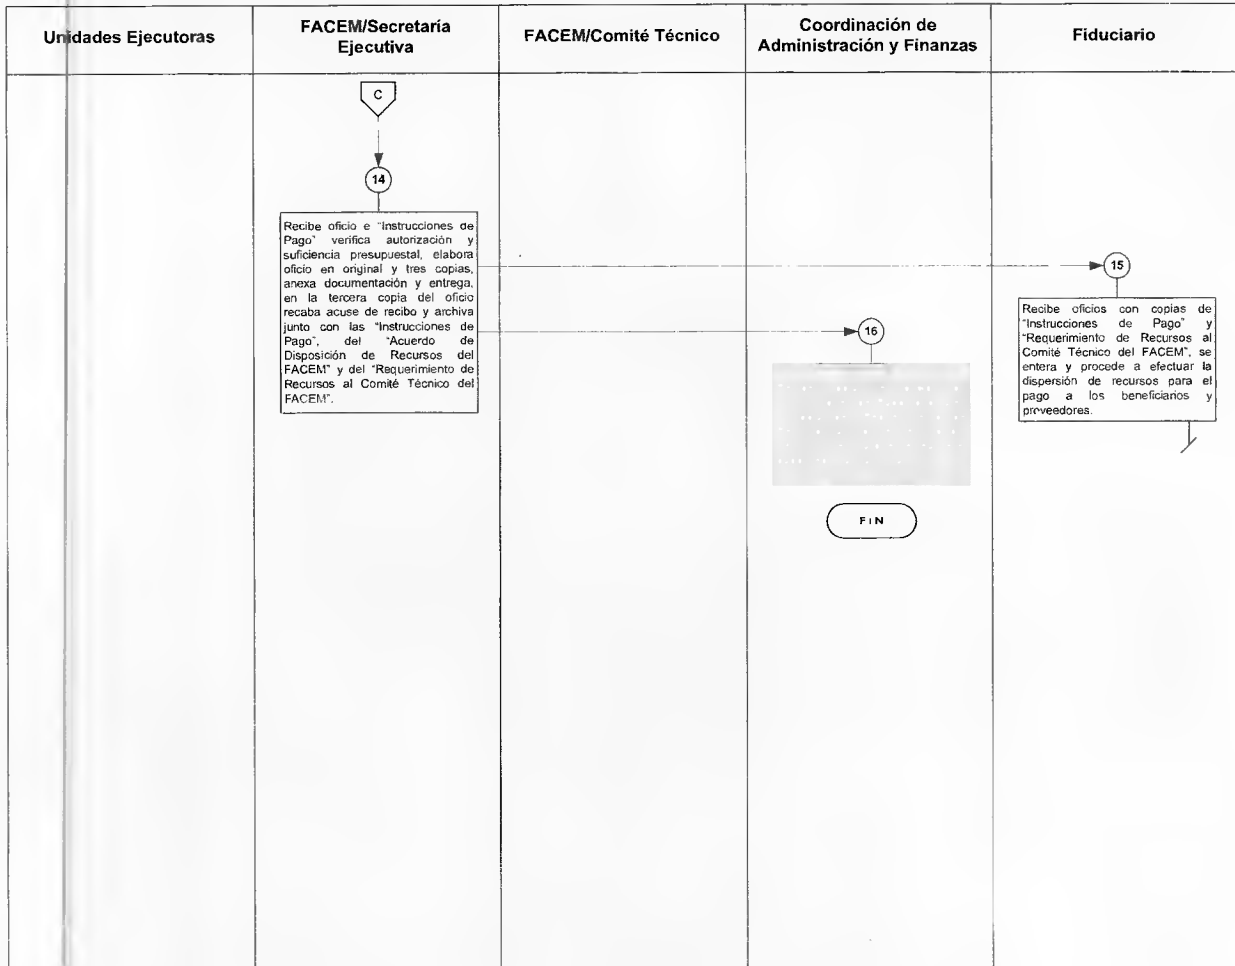 Unidades Ejecutoras
FACEM/Secretaría
Ejecutiva
FACEM/Comité Técnico
Coordinación de
Administración y Finanzas
Fiduciario
C
14
Recibe oficio e "Instrucciones de
Pago" verifica autorización y
suficiencia presupuestal, elabora
oficio en original y tres copias,
anexa documentación y entrega,
en la tercera copia del oficio
recaba acuse de recibo y archiva
junto con las "Instrucciones de
Pago", del "Acuerdo de
Disposición de Recursos del
FACEM" y del "Requerimiento de
Recursos al Comité Técnico del
FACEM".
15
Recibe oficios con copias de
"Instrucciones de Pago" y
"Requerimiento de Recursos al
Comité Técnico del FACEM", se
entera y procede a efectuar la
dispersión de recursos para el
pago a los beneficiarios y
proveedores.
16
FIN